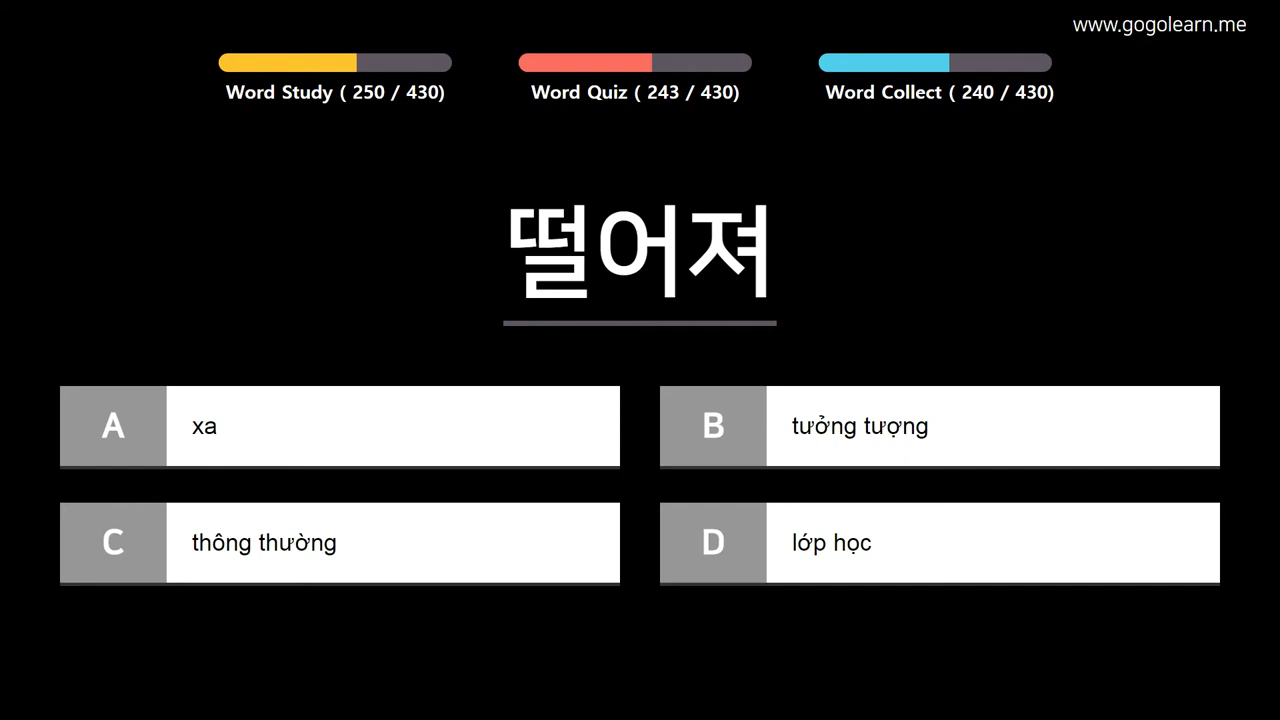 www.gogolearn.me
Word Study ( 250 / 430)
Word Quiz ( 243 / 430)
Word Collect ( 240 / 430)
떨어져
A xa
B tưởng tượng
C thông thường
D lớp học